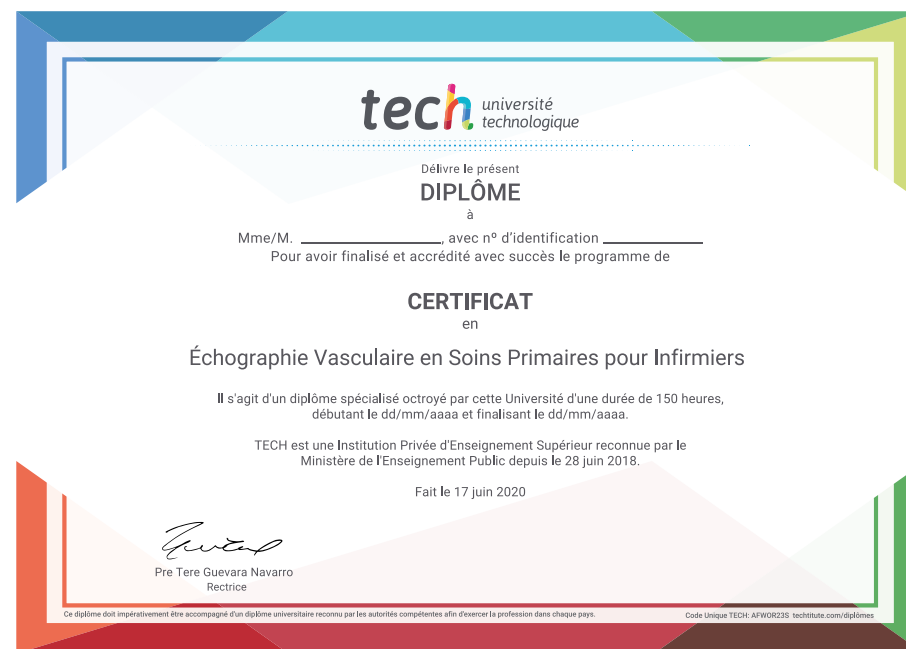 tech université
technologique
Délivre le présent
DIPLÔME
à
Mme/M. ____________________, avec nº d'identification ______________
Pour avoir finalisé et accrédité avec succès le programme de
CERTIFICAT
en
Échographie Vasculaire en Soins Primaires pour Infirmiers
Il s'agit d'un diplôme spécialisé octroyé par cette Université d'une durée de 150 heures,
débutant le dd/mm/aaaa et finalisant le dd/mm/aaaa.
TECH est une Institution Privée d'Enseignement Supérieur reconnue par le
Ministère de l'Enseignement Public depuis le 28 juin 2018.
Fait le 17 juin 2020
Pre Tere Guevara Navarro
Rectrice
Ce diplôme doit impérativement être accompagné d'un diplôme universitaire reconnu par les autorités compétentes afin d'exercer la profession dans chaque pays.
Code Unique TECH: AFWOR23S techtitute.com/diplômes